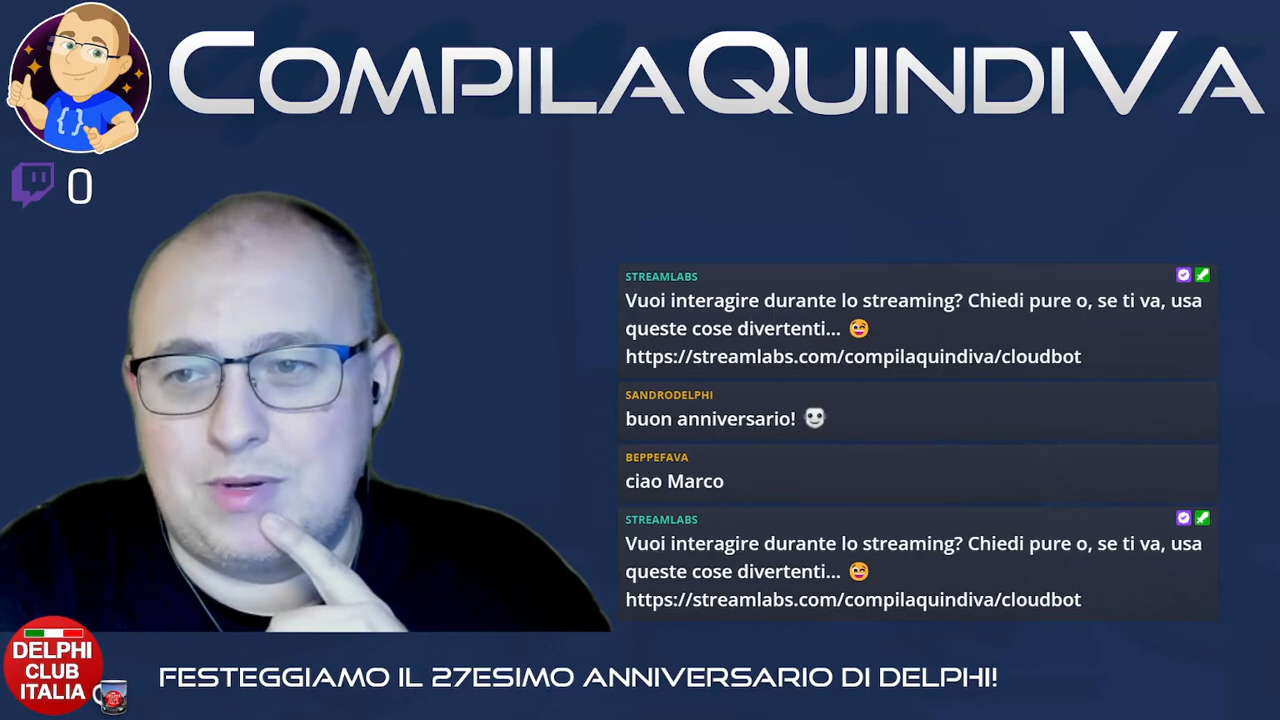 COMPILAQUINDIVA
{ }
0
STREAMLABS
Vuoi interagire durante lo streaming? Chiedi pure o, se ti va, usa
queste cose divertenti...
https://streamlabs.com/compilaquindiva/cloudbot
SANDRODELPHI
buon anniversario!
BEPPEFAVA
ciao Marco
STREAMLABS
Vuoi interagire durante lo streaming? Chiedi pure o, se ti va, usa
queste cose divertenti...
https://streamlabs.com/compilaquindiva/cloudbot
DELPHI
CLUB
ITALIA
FESTEGGIAMO IL 27ESIMO ANNIVERSARIO DI DELPHI!